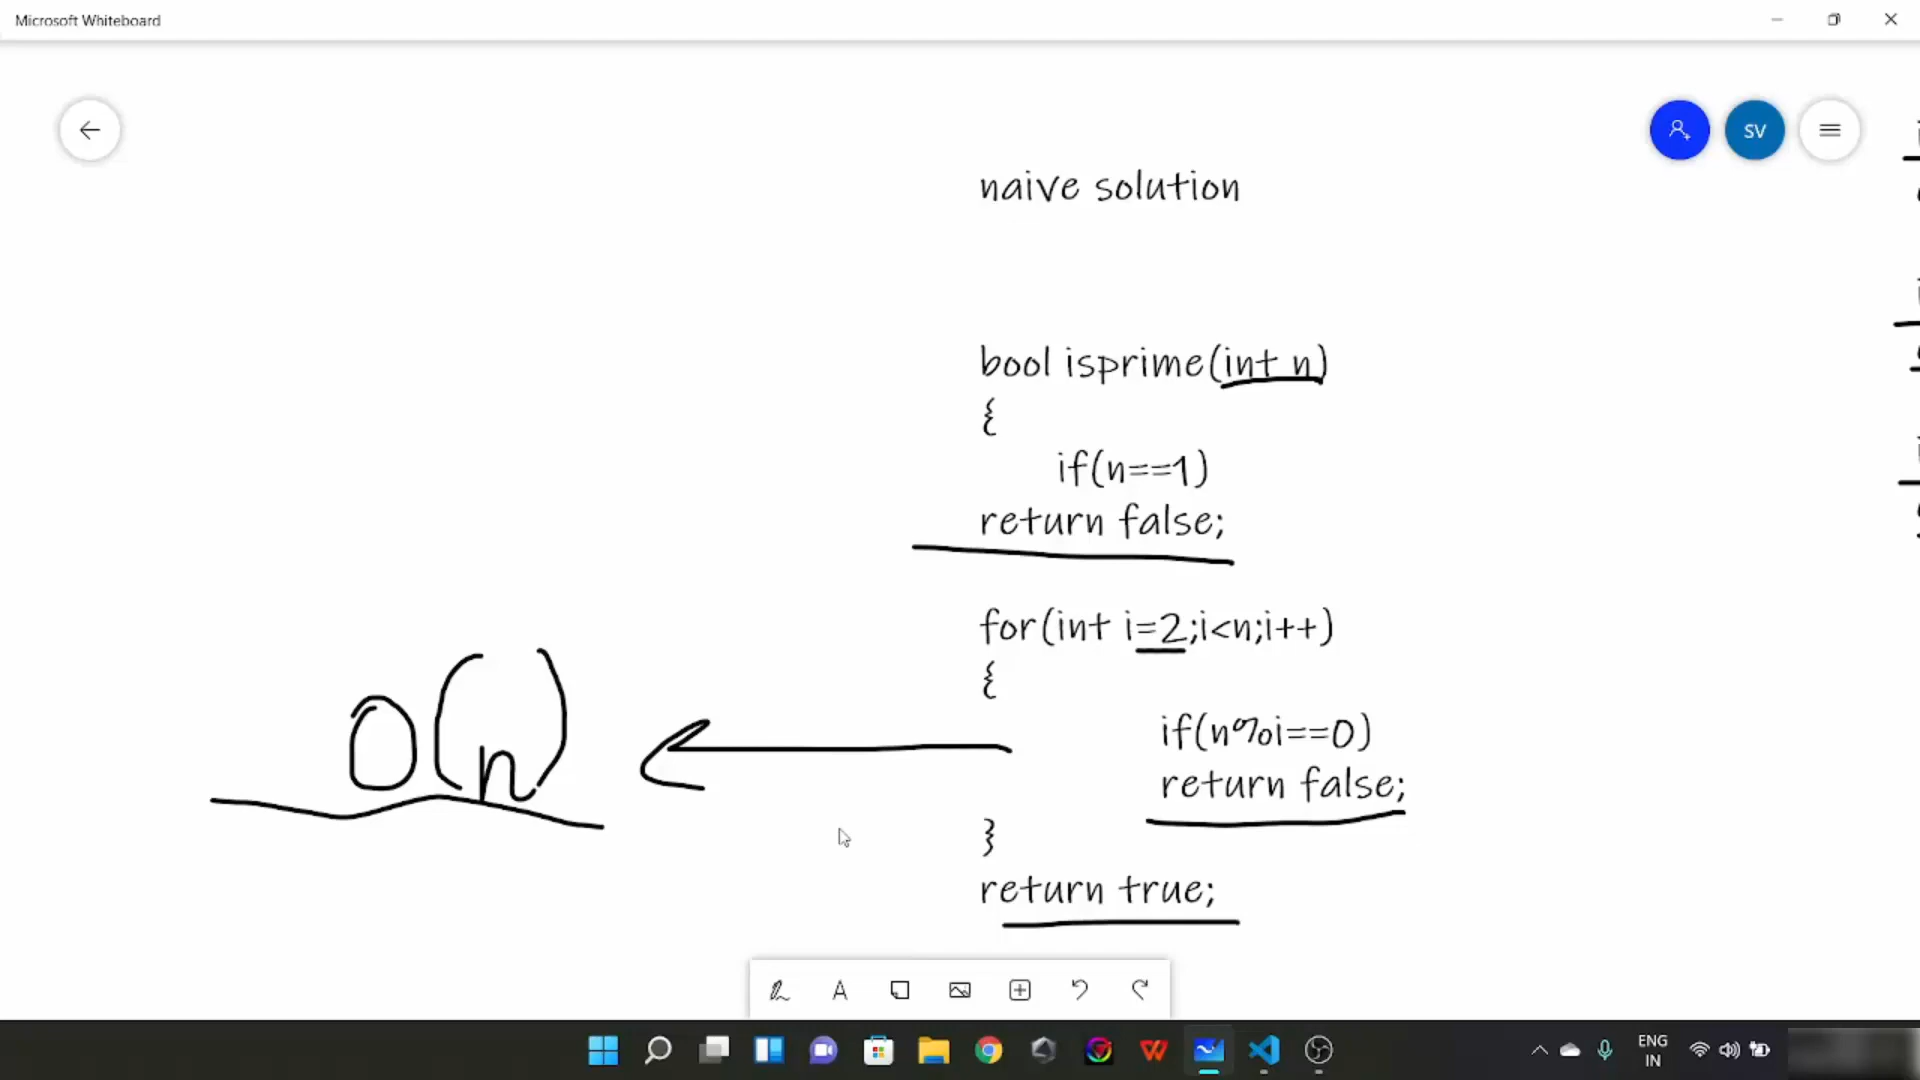 Microsoft Whiteboard
SV
naive solution
bool isprime(int n)
{
if(n==1)
return false;
for(int i=2;i<n;i++)
{
if(n%i==0)
return false;
}
return true;
O(n)
A
ENG
IN